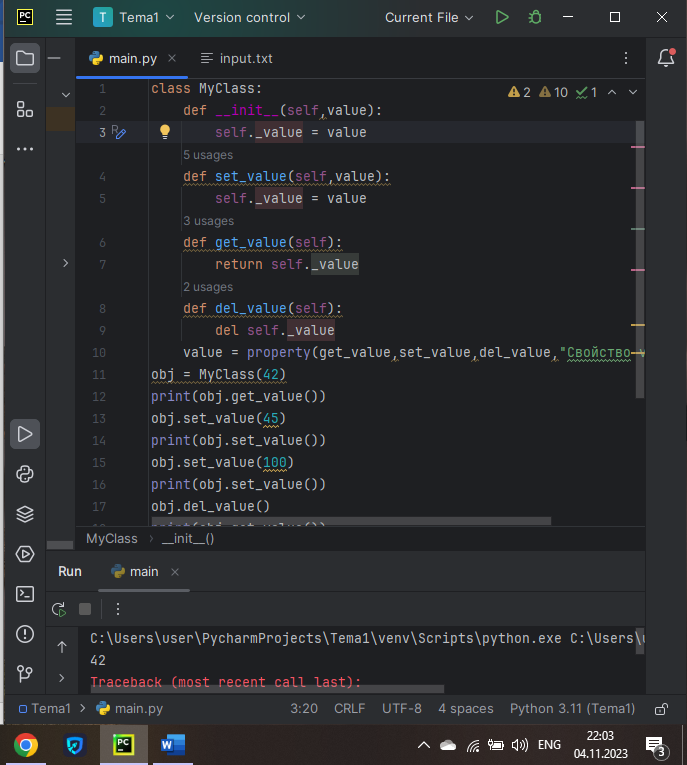 PC T Tema1 Version control Current File
main.py input.txt
1 class MyClass: 2 10 1
2 def __init__(self,value):
3 self._value = value
5 usages
4 def set_value(self,value):
5 self._value = value
3 usages
6 def get_value(self):
7 return self._value
2 usages
8 def del_value(self):
9 del self._value
10 value = property(get_value,set_value,del_value,"Свойство
11 obj = MyClass(42)
12 print(obj.get_value())
13 obj.set_value(45)
14 print(obj.set_value())
15 obj.set_value(100)
16 print(obj.set_value())
17 obj.del_value()
18 print(obj.get_value())
MyClass > __init__()
Run main
C:\Users\user\PycharmProjects\Tema1\venv\Scripts\python.exe C:\Users\
42
Traceback (most recent call last):
Tema1 > main.py 3:20 CRLF UTF-8 4 spaces Python 3.11 (Tema1)
PC W ENG 22:03
04.11.2023 3